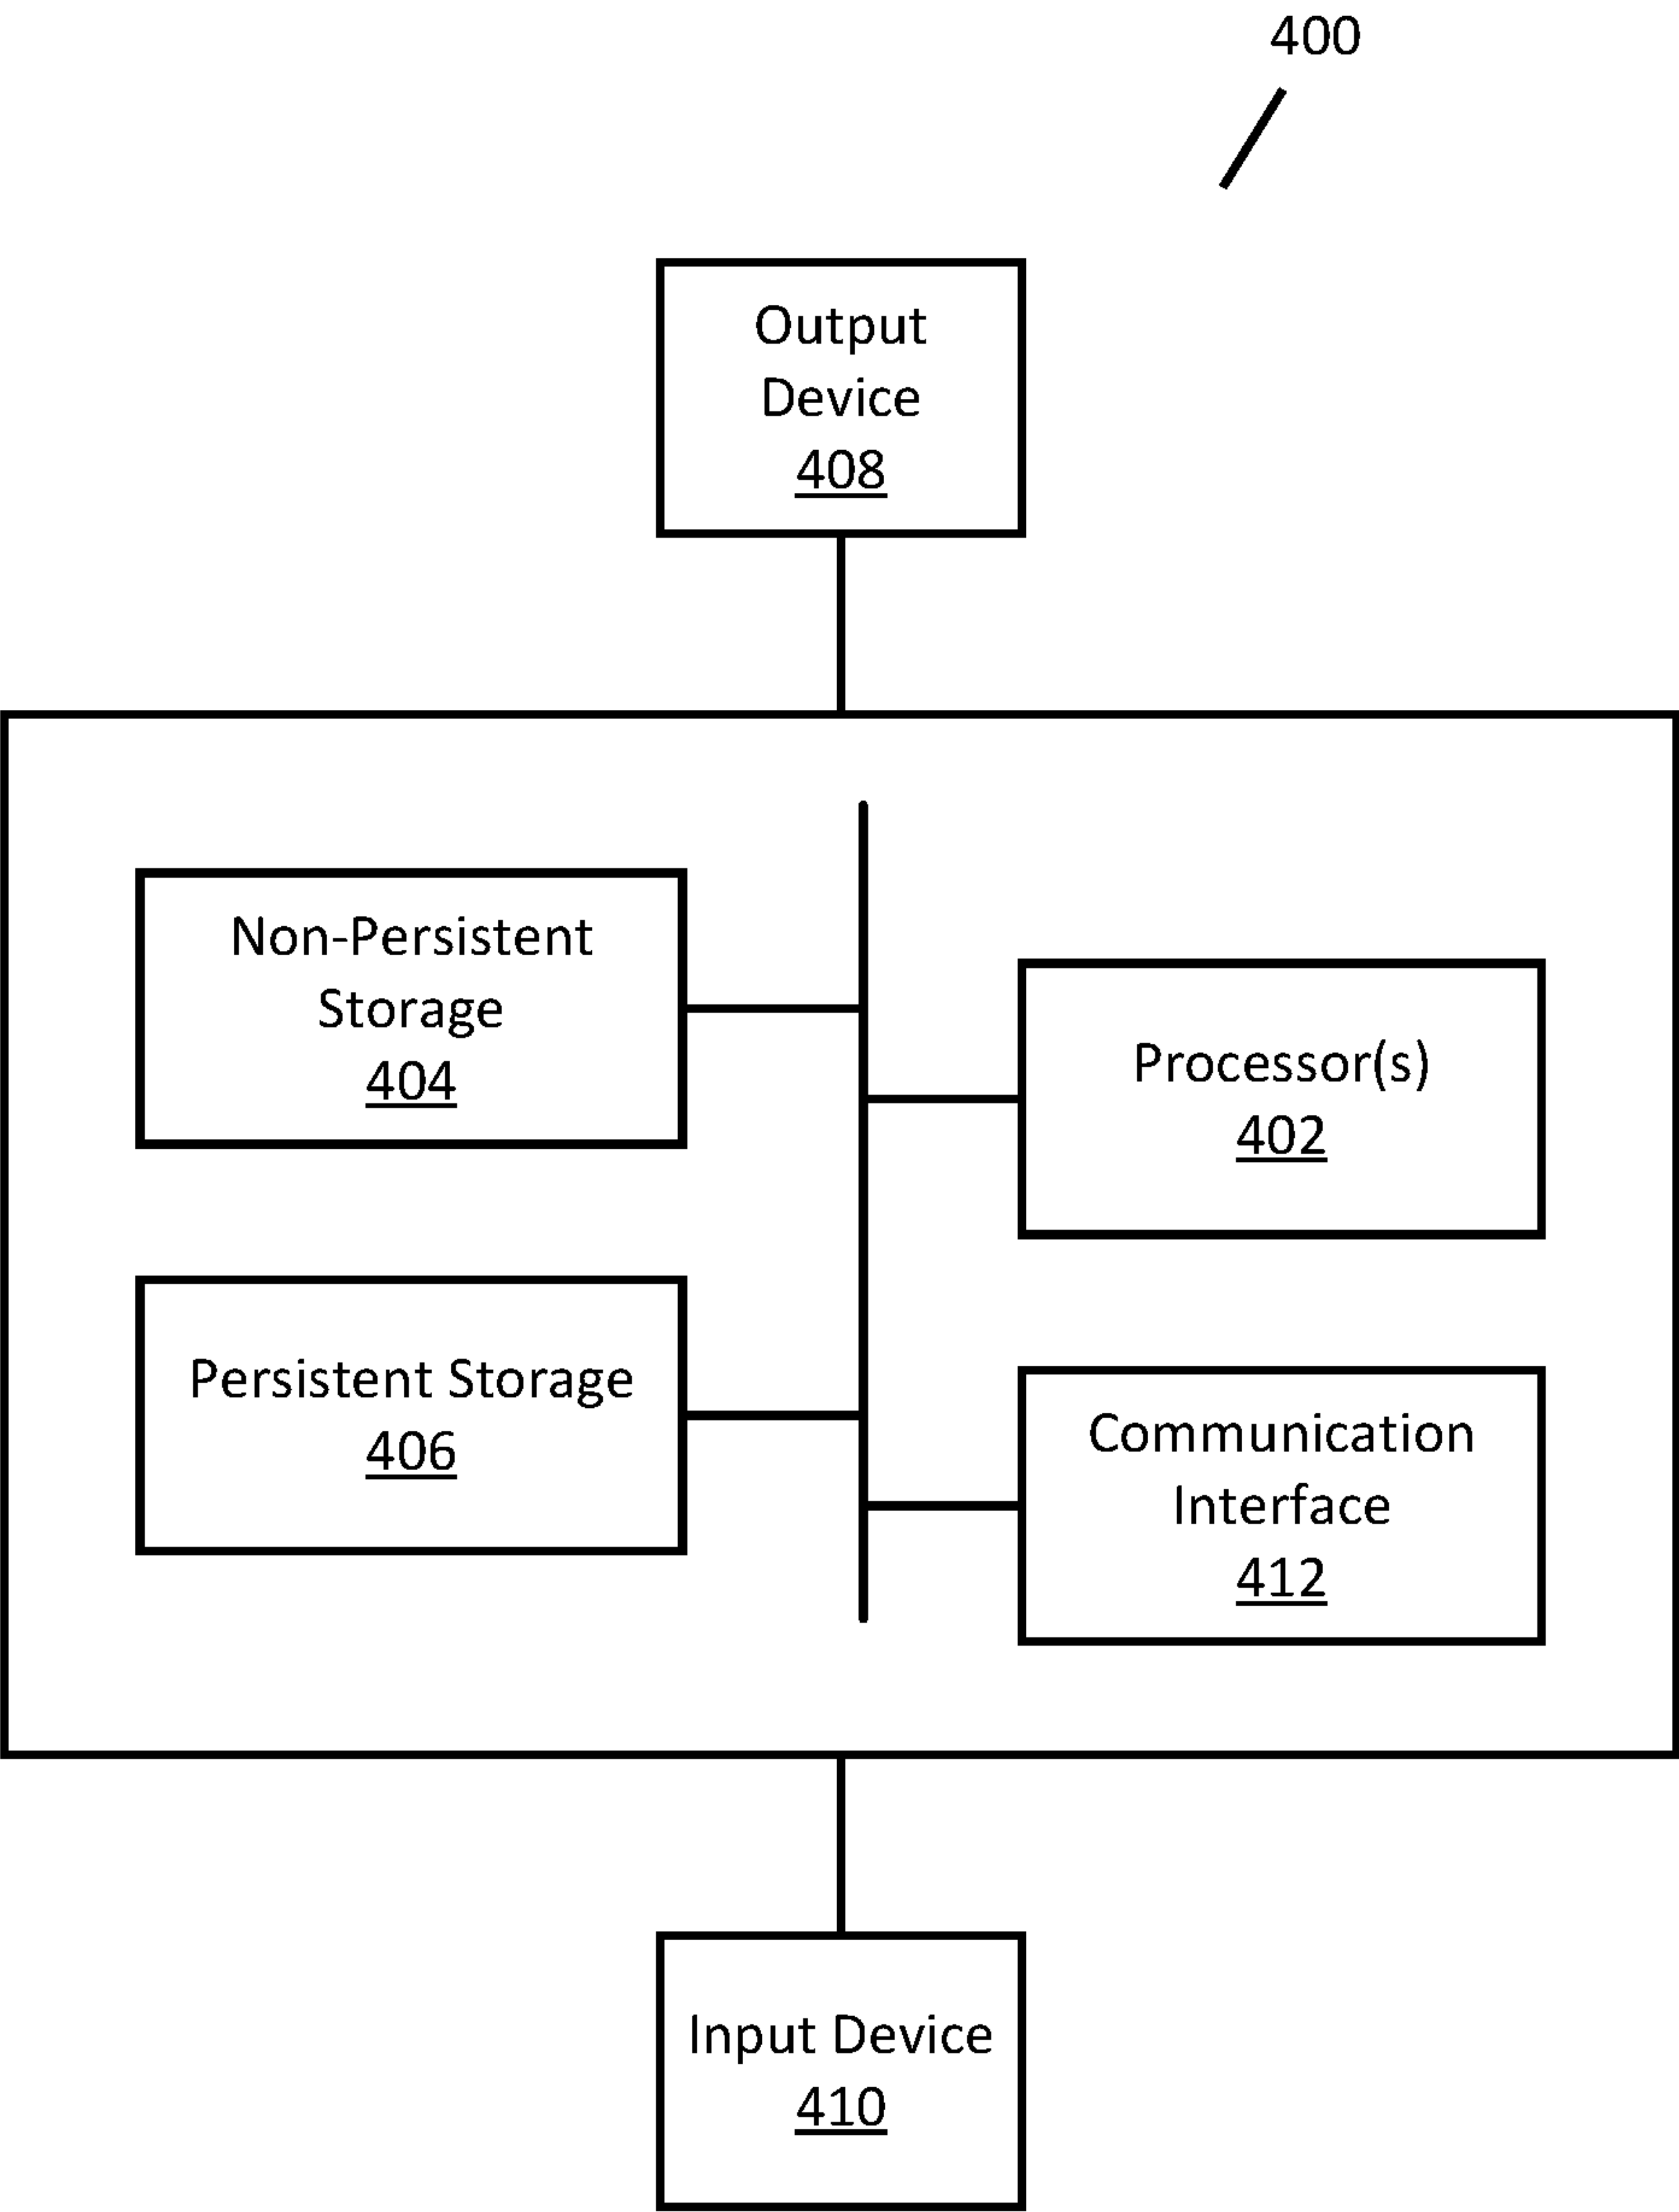 400
Output
Device
408
Non-Persistent
Storage
404
Processor(s)
402
Persistent Storage
406
Communication
Interface
412
Input Device
410